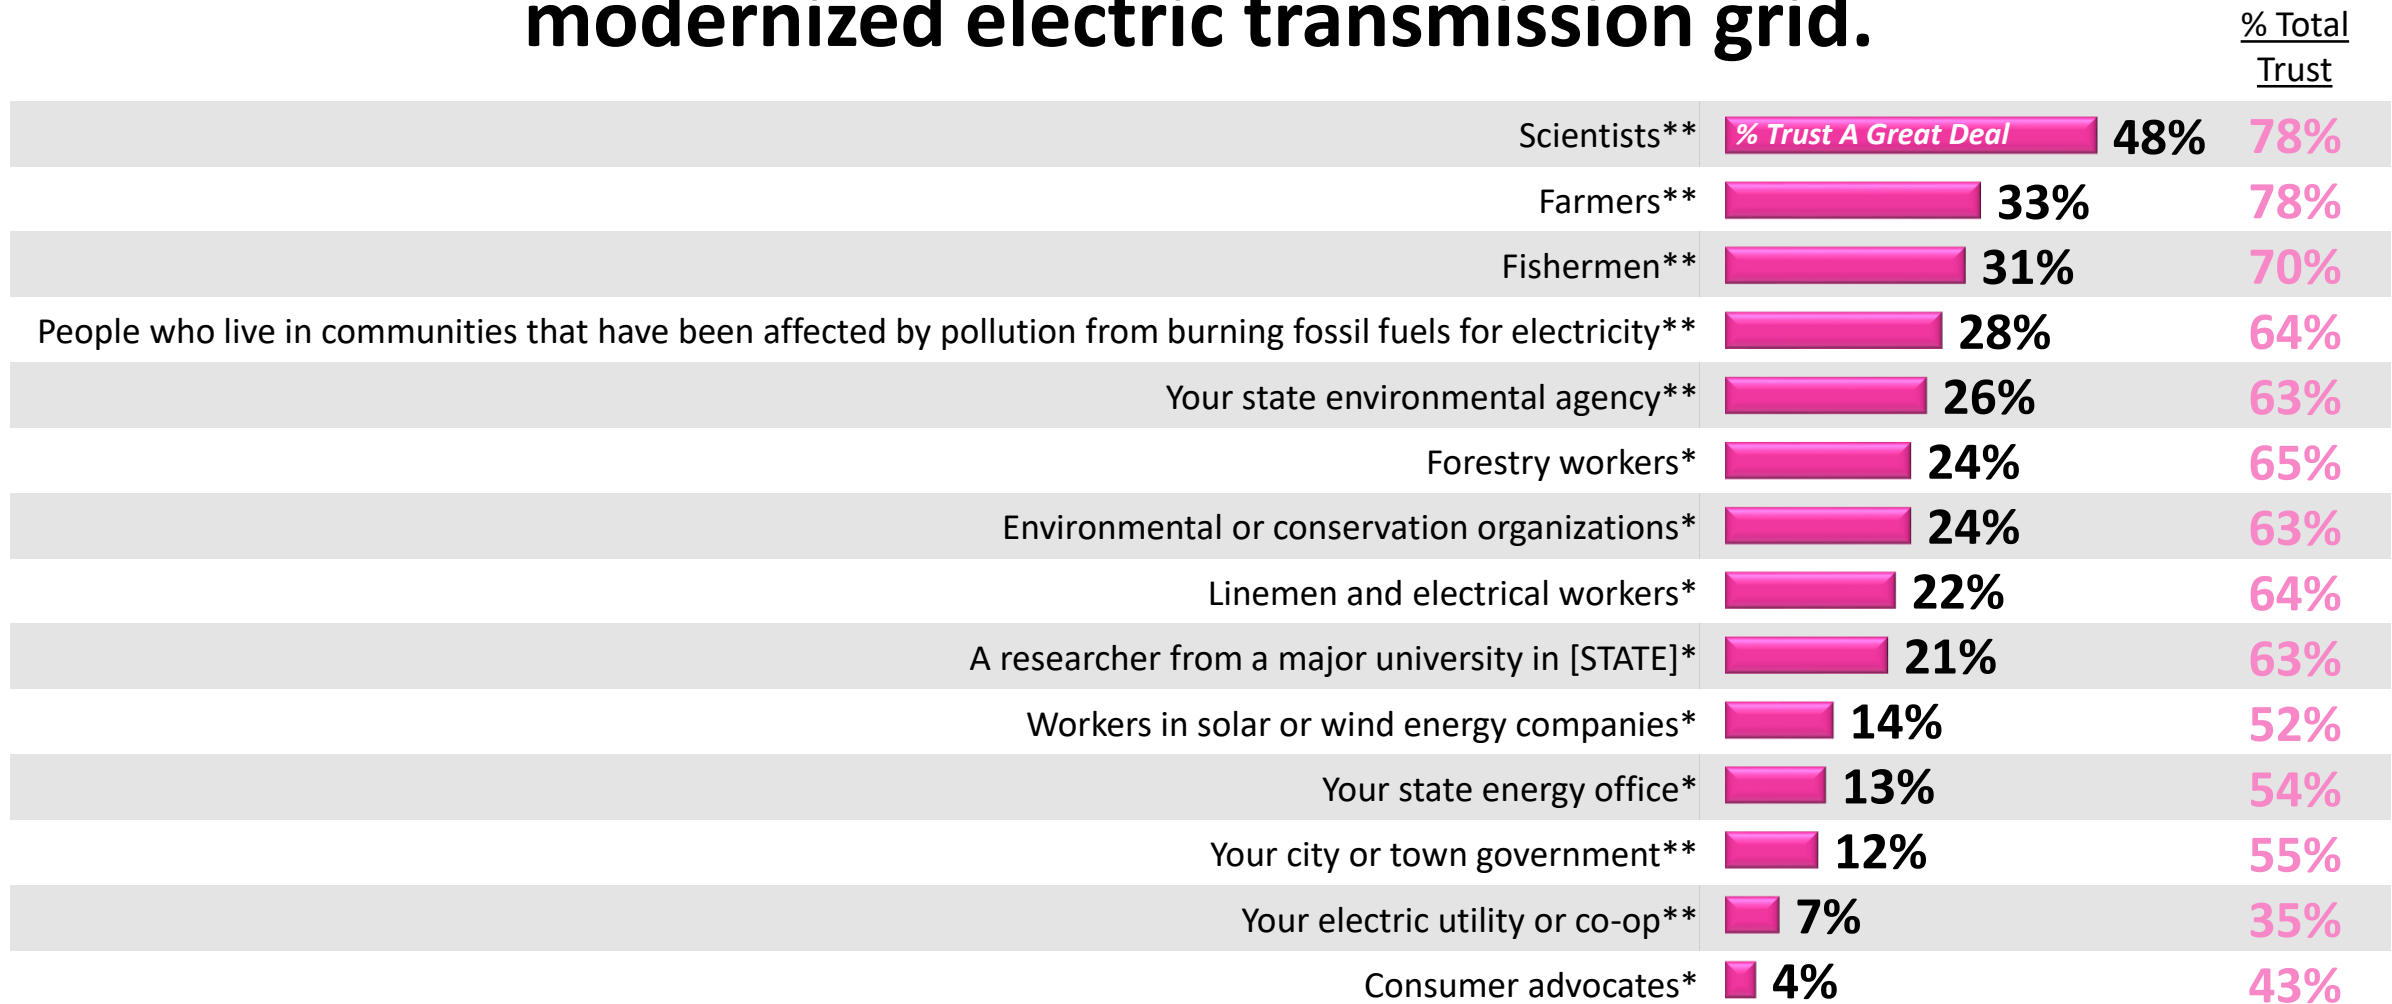 modernized electric transmission grid.
% Total
Trust
Scientists** % Trust A Great Deal 48% 78%
Farmers** 33% 78%
Fishermen** 31% 70%
People who live in communities that have been affected by pollution from burning fossil fuels for electricity** 28% 64%
Your state environmental agency** 26% 63%
Forestry workers* 24% 65%
Environmental or conservation organizations* 24% 63%
Linemen and electrical workers* 22% 64%
A researcher from a major university in [STATE]* 21% 63%
Workers in solar or wind energy companies* 14% 52%
Your state energy office* 13% 54%
Your city or town government** 12% 55%
Your electric utility or co-op** 7% 35%
Consumer advocates* 4% 43%